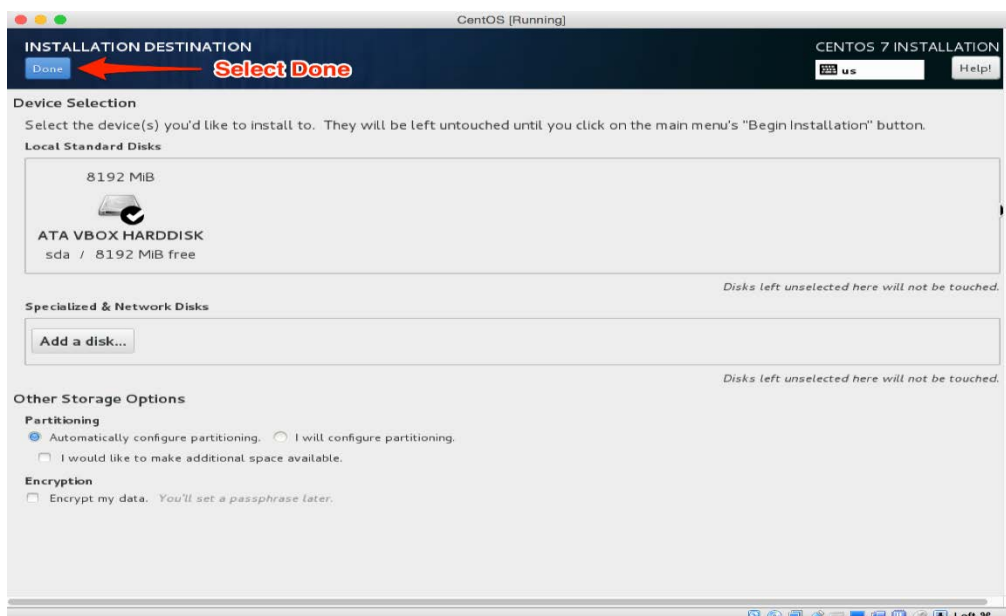 CentOS [Running]
INSTALLATION DESTINATION
CENTOS 7 INSTALLATION
Done
Select Done
us
Help!
Device Selection
Select the device(s) you'd like to install to. They will be left untouched until you click on the main menu's "Begin Installation" button.
Local Standard Disks
8192 MiB
ATA VBOX HARDDISK
sda / 8192 MiB free
Disks left unselected here will not be touched.
Specialized & Network Disks
Add a disk...
Disks left unselected here will not be touched.
Other Storage Options
Partitioning
Automatically configure partitioning. I will configure partitioning.
I would like to make additional space available.
Encryption
Encrypt my data. You'll set a passphrase later.
Left ⌘